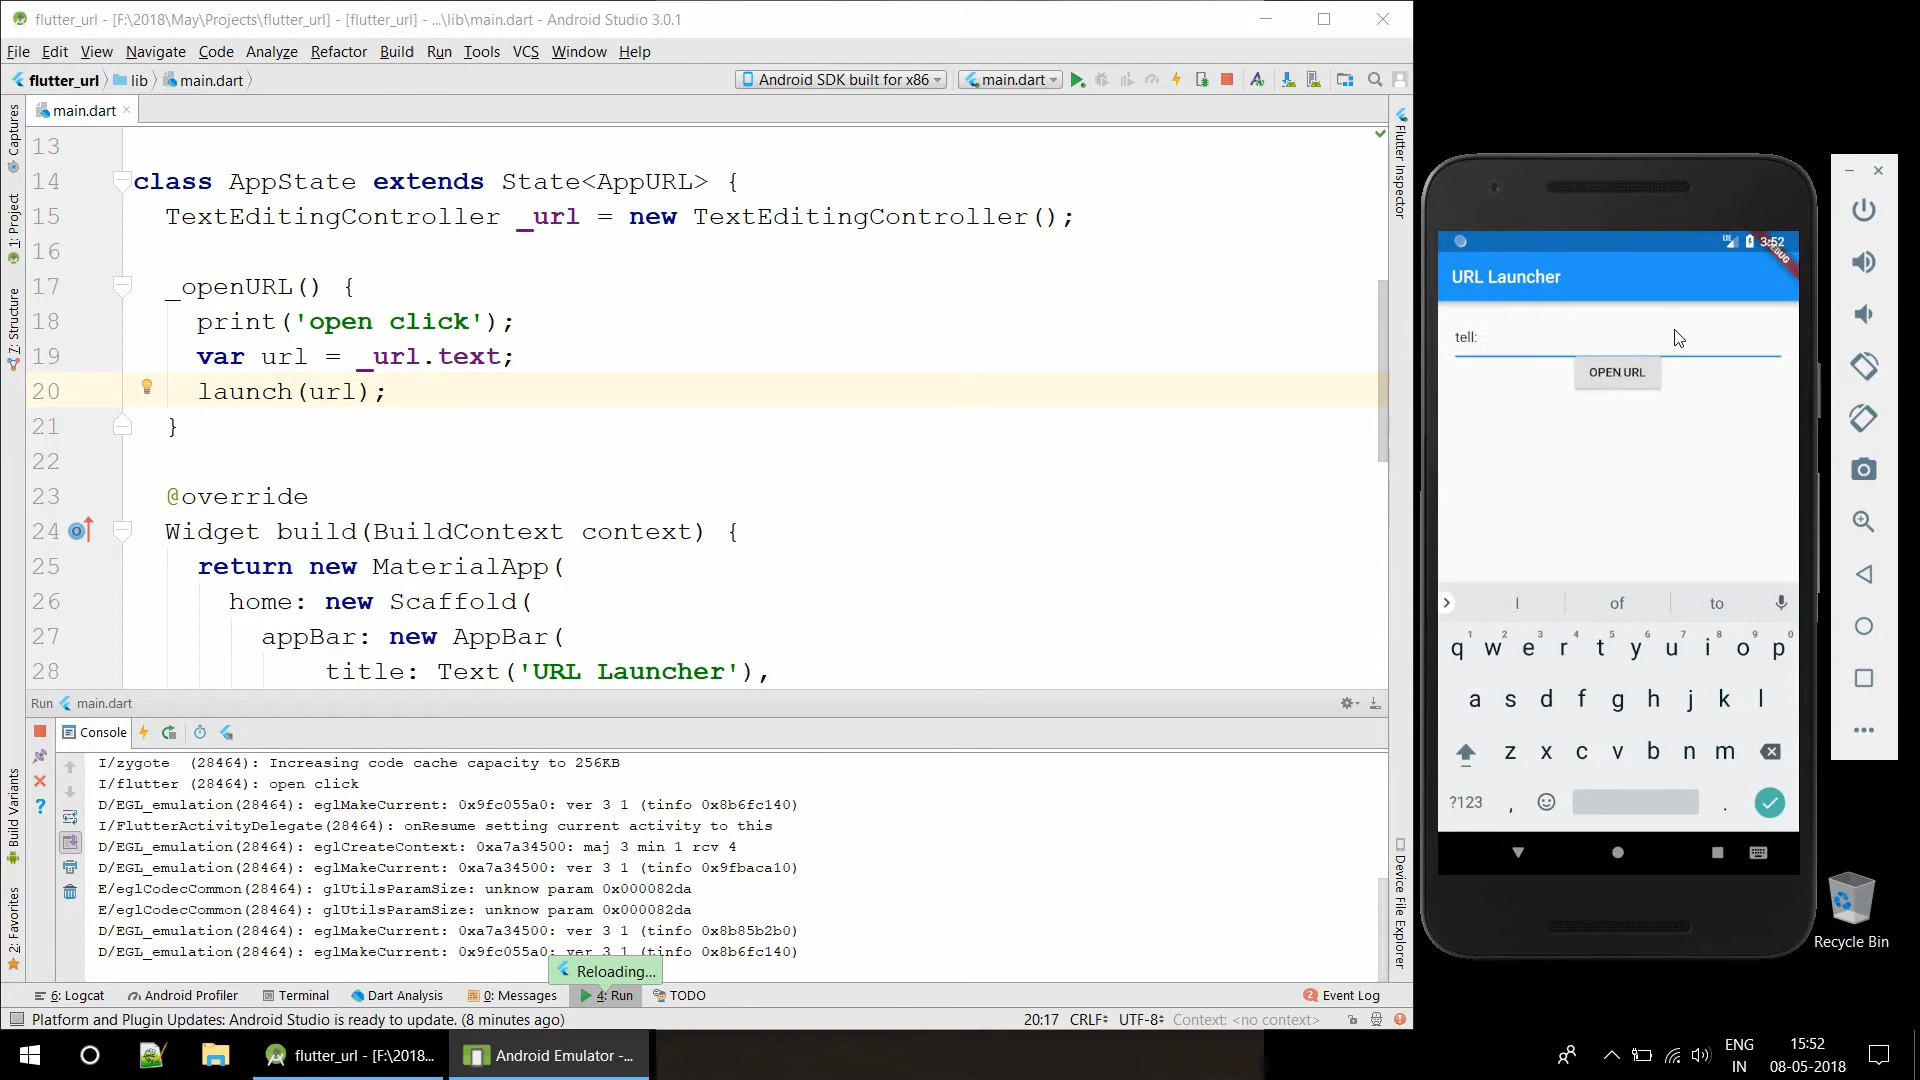 flutter_url - [F:\2018\May\Projects\flutter_url] - [flutter_url] - ...\lib\main.dart - Android Studio 3.0.1
File Edit View Navigate Code Analyze Refactor Build Run Tools VCS Window Help
flutter_url lib main.dart
Android SDK built for x86 main.dart
main.dart
Captures
1: Project
7: Structure
Build Variants
2: Favorites
13
14 class AppState extends State<AppURL> {
15 TextEditingController _url = new TextEditingController();
16
17 _openURL() {
18 print('open click');
19 var url = _url.text;
20 launch(url);
21 }
22
23 @override
24 Widget build(BuildContext context) {
25 return new MaterialApp(
26 home: new Scaffold(
27 appBar: new AppBar(
28 title: Text('URL Launcher'),
Flutter Inspector
Device File Explorer
Run main.dart
Console
I/zygote (28464): Increasing code cache capacity to 256KB
I/flutter (28464): open click
D/EGL_emulation(28464): eglMakeCurrent: 0x9fc055a0: ver 3 1 (tinfo 0x8b6fc140)
I/FlutterActivityDelegate(28464): onResume setting current activity to this
D/EGL_emulation(28464): eglCreateContext: 0xa7a34500: maj 3 min 1 rcv 4
D/EGL_emulation(28464): eglMakeCurrent: 0xa7a34500: ver 3 1 (tinfo 0x9fbaca10)
E/eglCodecCommon(28464): glUtilsParamSize: unknow param 0x000082da
E/eglCodecCommon(28464): glUtilsParamSize: unknow param 0x000082da
D/EGL_emulation(28464): eglMakeCurrent: 0xa7a34500: ver 3 1 (tinfo 0x8b85b2b0)
D/EGL_emulation(28464): eglMakeCurrent: 0x9fc055a0: ver 3 1 (tinfo 0x8b6fc140)
Reloading...
6: Logcat Android Profiler Terminal Dart Analysis 0: Messages 4: Run TODO 2 Event Log
Platform and Plugin Updates: Android Studio is ready to update. (8 minutes ago) 20:17 CRLF UTF-8 Context: <no context>
LTE 3:52
DEBUG
URL Launcher
tell:
OPEN URL
I of to
q 1 w 2 e 3 r 4 t 5 y 6 u 7 i 8 o 9 p 0
a s d f g h j k l
z x c v b n m
?123 , .
Recycle Bin
flutter_url - [F:\2018... Android Emulator -... ENG 15:52
IN 08-05-2018